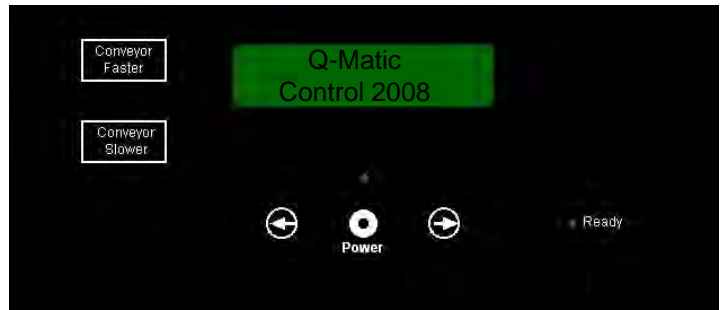 Conveyor
Faster
Q-Matic
Control 2008
Conveyor
Slower
Power
Ready